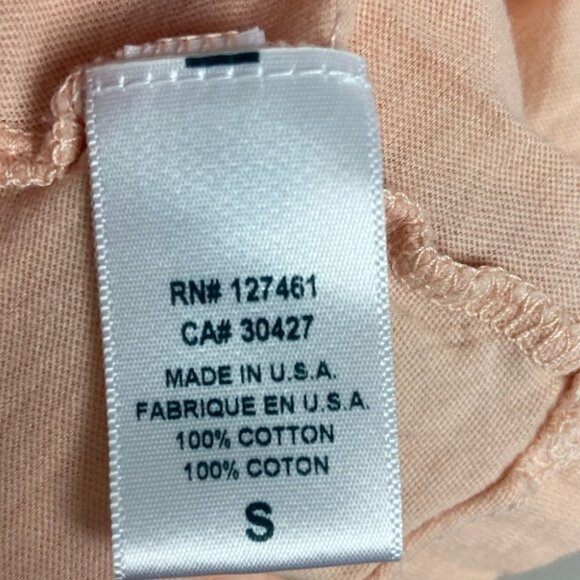 RN# 127461
CA# 30427
MADE IN U.S.A.
FABRIQUE EN U.S.A.
100% COTTON
100% COTON
S